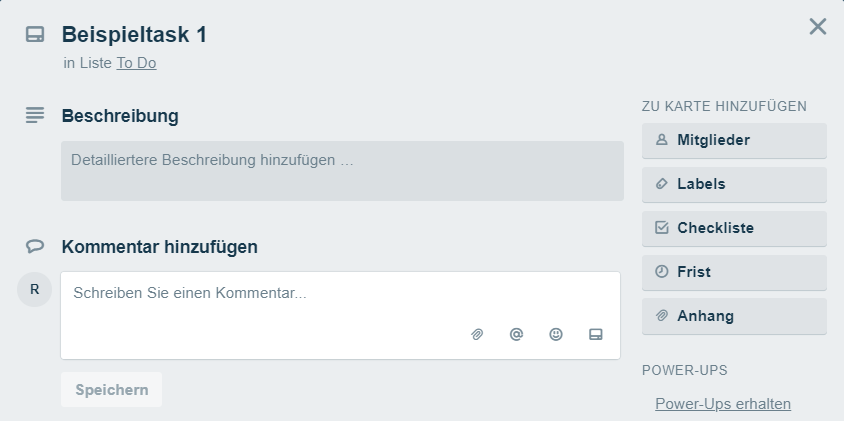 Beispieltask 1
in Liste To Do
Beschreibung
Detailliertere Beschreibung hinzufügen …
Kommentar hinzufügen
R
Schreiben Sie einen Kommentar...
Speichern
ZU KARTE HINZUFÜGEN
Mitglieder
Labels
Checkliste
Frist
Anhang
POWER-UPS
Power-Ups erhalten